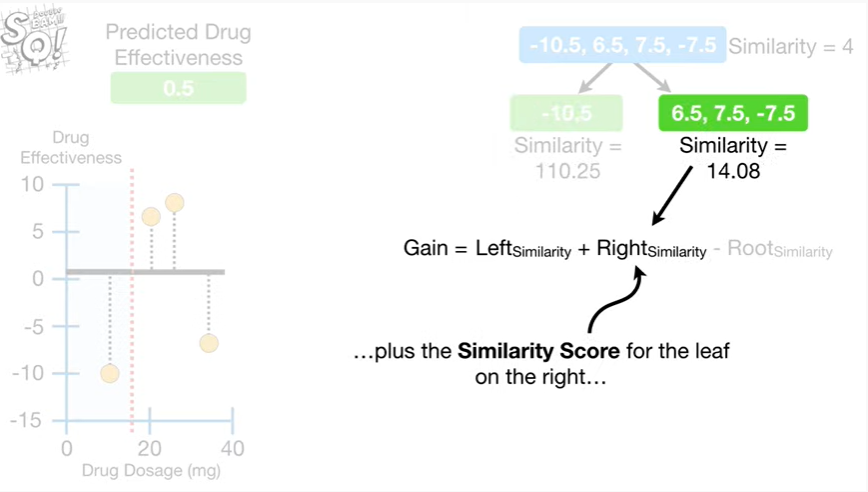 SQ!
Predicted Drug
Effectiveness
0.5
-10.5, 6.5, 7.5, -7.5
Similarity = 4
-10.5
6.5, 7.5, -7.5
Similarity =
110.25
Similarity =
14.08
Gain = LeftSimilarity + RightSimilarity - RootSimilarity
…plus the Similarity Score for the leaf
on the right…
Drug
Effectiveness
10
5
0
-5
-10
-15
0
20
40
Drug Dosage (mg)